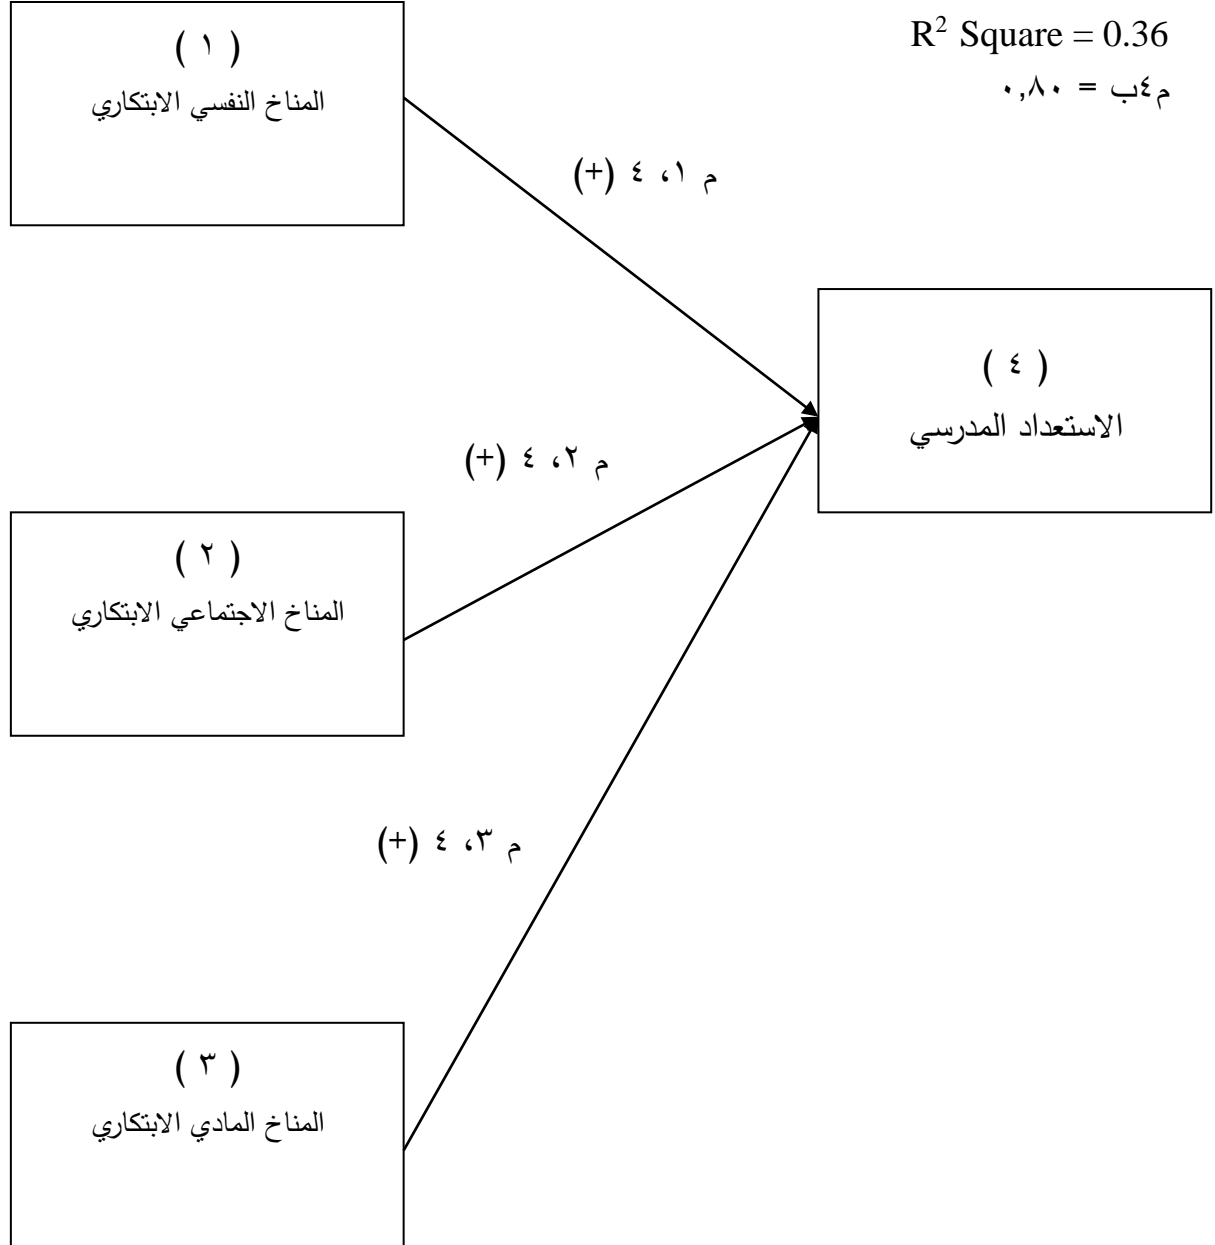 R² Square = 0.36
م٤ب = ٠,٨٠
( ١ )
المناخ النفسي الابتكاري
م ١، ٤ (+)
( ٤ )
الاستعداد المدرسي
م ٢، ٤ (+)
( ٢ )
المناخ الاجتماعي الابتكاري
م ٣، ٤ (+)
( ٣ )
المناخ المادي الابتكاري